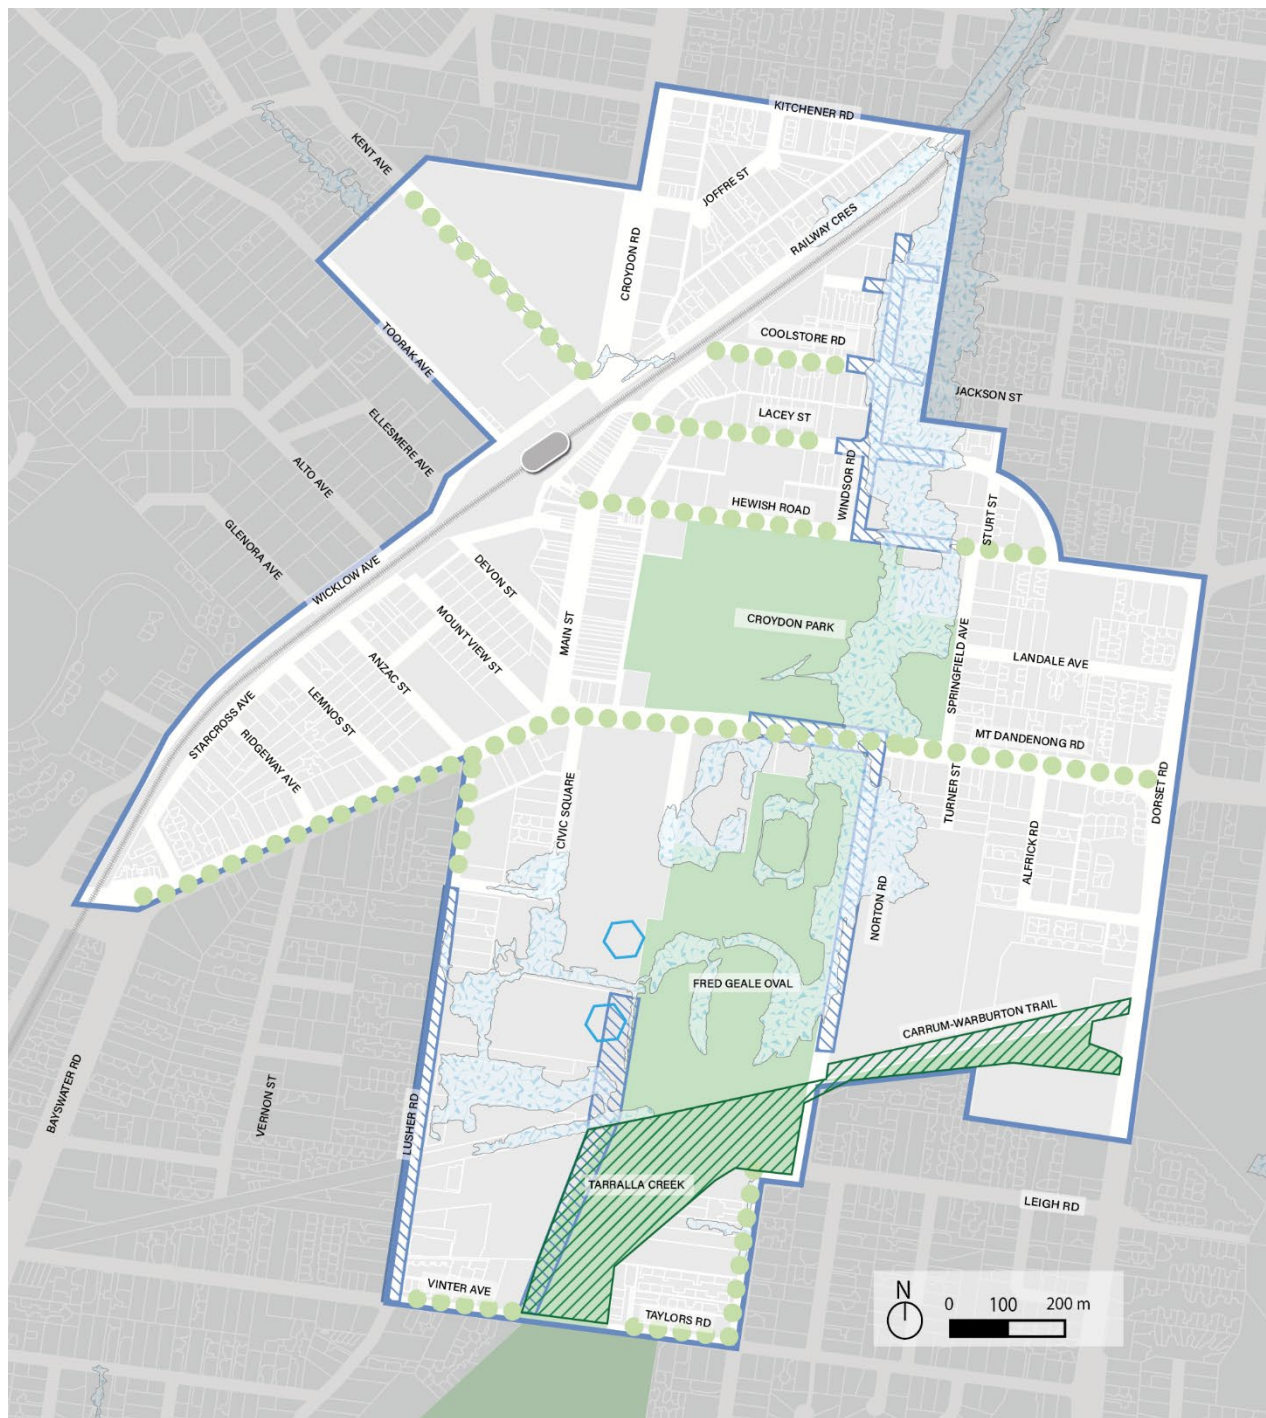 KITCHENER RD
KENT AVE
JOFFRE ST
RAILWAY CRES
CROYDON RD
TOORAK AVE
COOLSTORE RD
JACKSON ST
LACEY ST
ELLESMERE AVE
ALTO AVE
WINDSOR RD
HEWISH ROAD
STURT ST
GLENORA AVE
WICKLOW AVE
DEVON ST
MOUNT VIEW ST
MAIN ST
CROYDON PARK
SPRINGFIELD AVE
LANDALE AVE
ANZAC ST
LEMNOS ST
STARCROSS AVE
RIDGEWAY AVE
MT DANDENONG RD
CIVIC SQUARE
TURNER ST
DORSET RD
ALFRICK RD
NORTON RD
FRED GEALE OVAL
CARRUM-WARBURTON TRAIL
BAYSWATER RD
VERNON ST
LUSHER RD
TARRALLA CREEK
LEIGH RD
VINTER AVE
TAYLORS RD
N
0 100 200 m